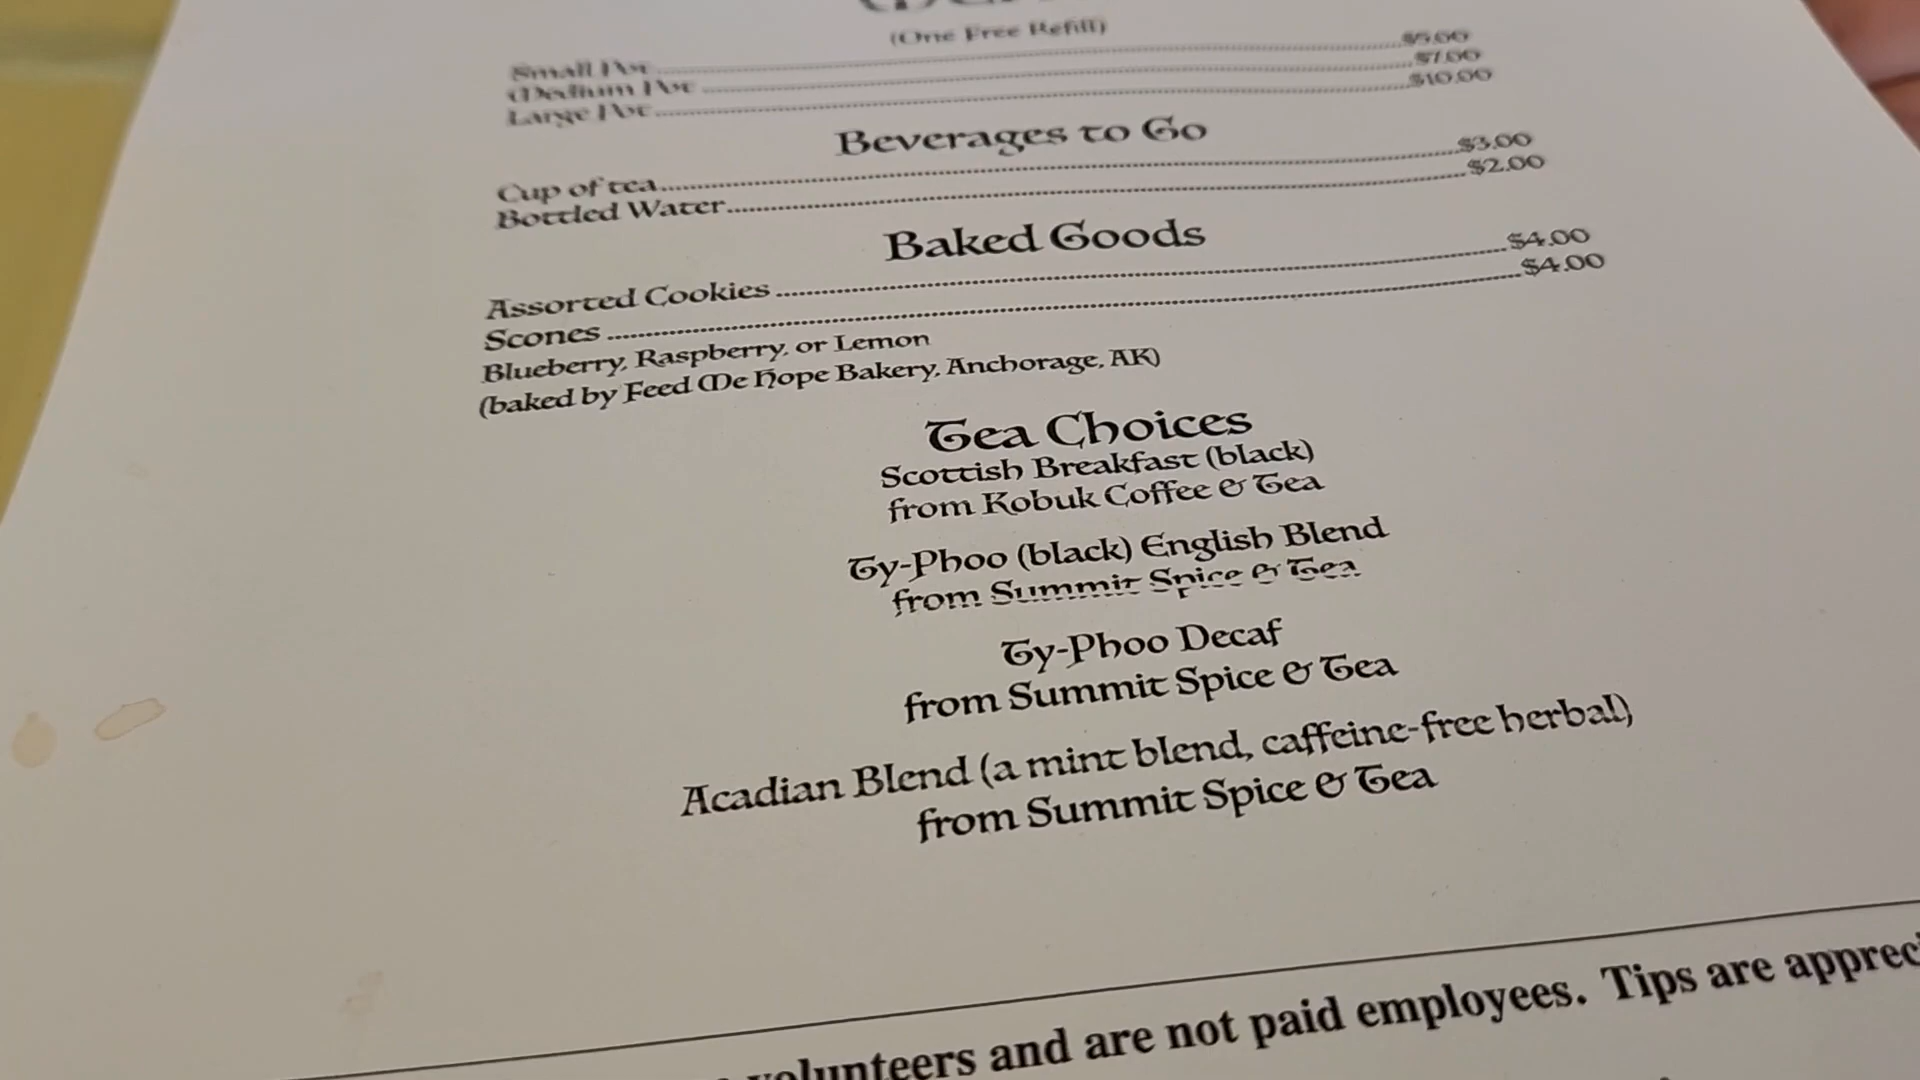 (One Free Refill)
Small Pot $5.00
Medium Pot $7.00
Large Pot $10.00
Beverages to Go
Cup of tea $3.00
Bottled Water $2.00
Baked Goods
Assorted Cookies $4.00
Scones $4.00
Blueberry, Raspberry, or Lemon
(baked by Feed Me Hope Bakery, Anchorage, AK)
Tea Choices
Scottish Breakfast (black)
from Kobuk Coffee & Tea
Ty-Phoo (black) English Blend
from Summit Spice & Tea
Ty-Phoo Decaf
from Summit Spice & Tea
Acadian Blend (a mint blend, caffeine-free herbal)
from Summit Spice & Tea
volunteers and are not paid employees. Tips are